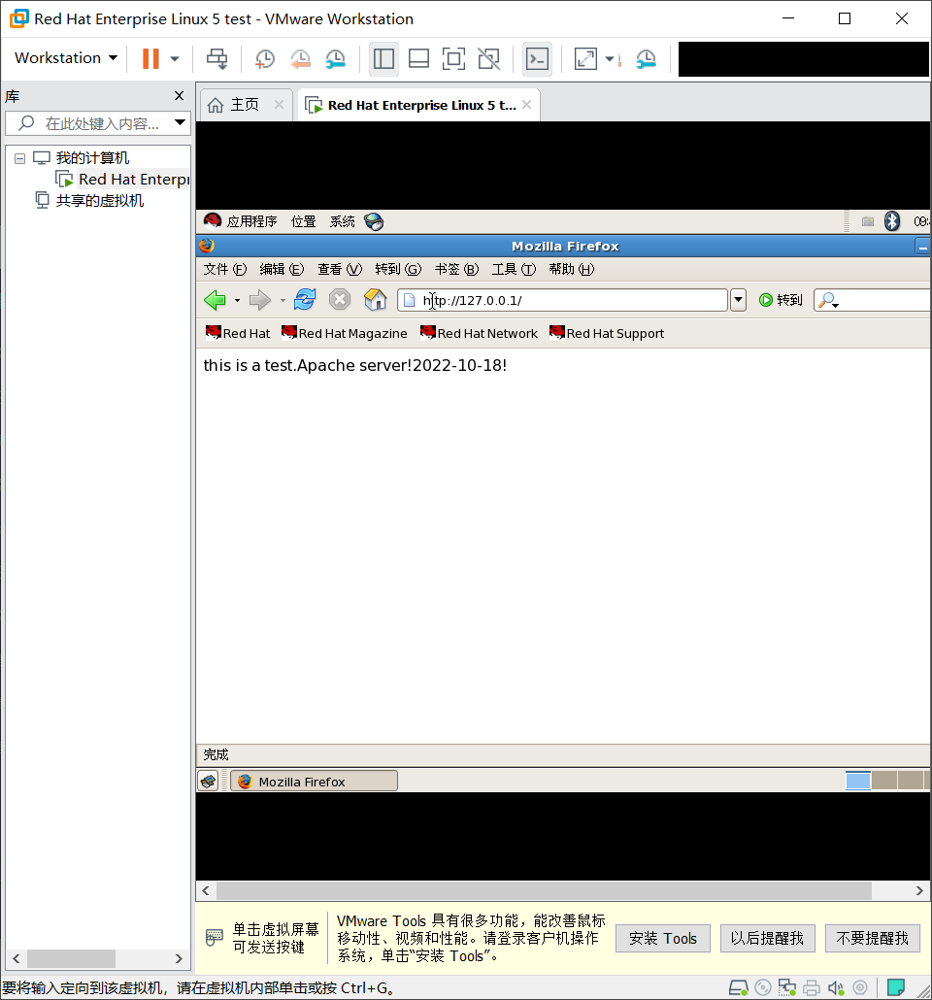 Red Hat Enterprise Linux 5 test - VMware Workstation
Workstation
库
主页
Red Hat Enterprise Linux 5 t...
在此处键入内容...
我的计算机
Red Hat Enterpr
共享的虚拟机
应用程序 位置 系统
Mozilla Firefox
文件 (F) 编辑 (E) 查看 (V) 转到 (G) 书签 (B) 工具 (T) 帮助 (H)
http://127.0.0.1/ 转到
Red Hat Red Hat Magazine Red Hat Network Red Hat Support
this is a test.Apache server!2022-10-18!
完成
Mozilla Firefox
单击虚拟屏幕
可发送按键
VMware Tools 具有很多功能，能改善鼠标
移动性、视频和性能。请登录客户机操作
系统，单击“安装 Tools”。
安装 Tools 以后提醒我 不要提醒我
要将输入定向到该虚拟机，请在虚拟机内部单击或按 Ctrl+G。